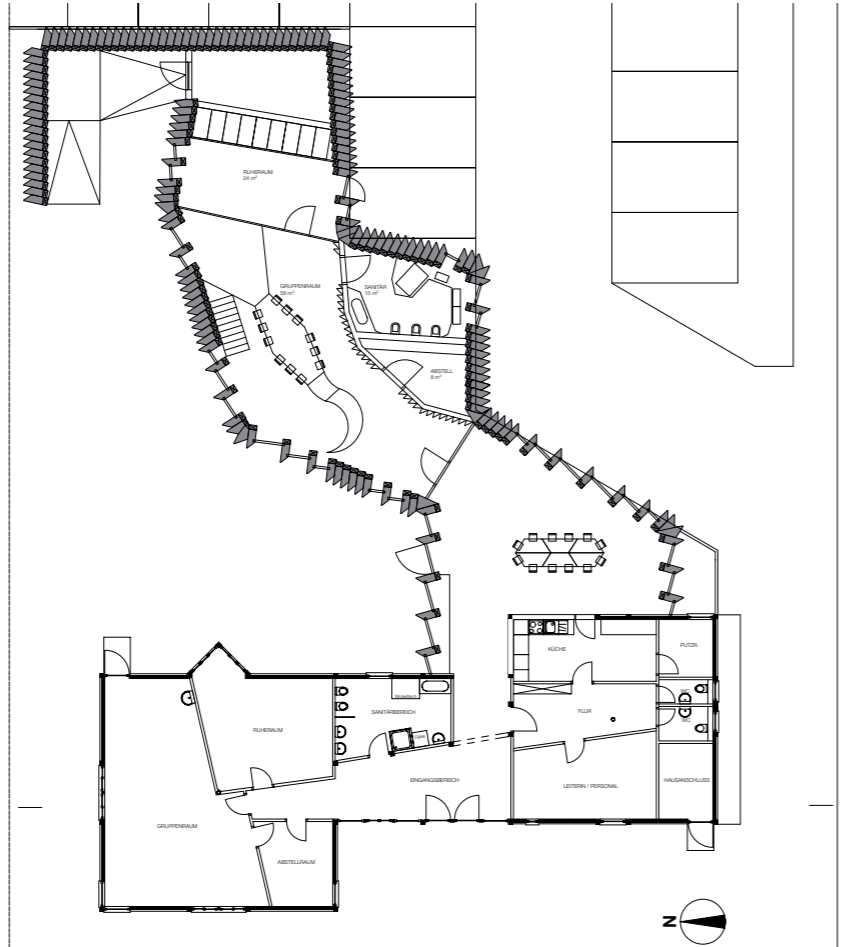 RUHERAUM
24 m²
GRUPPENRAUM
58 m²
SANITÄR
15 m²
ABSTELL
8 m²
KÜCHE
PUTZR.
WC
SANITÄRBEREICH
FLUR
WC
RUHERAUM
EINGANGSBEREICH
LEITERIN / PERSONAL
HAUSANSCHLUSS
GRUPPENRAUM
ABSTELLRAUM
N